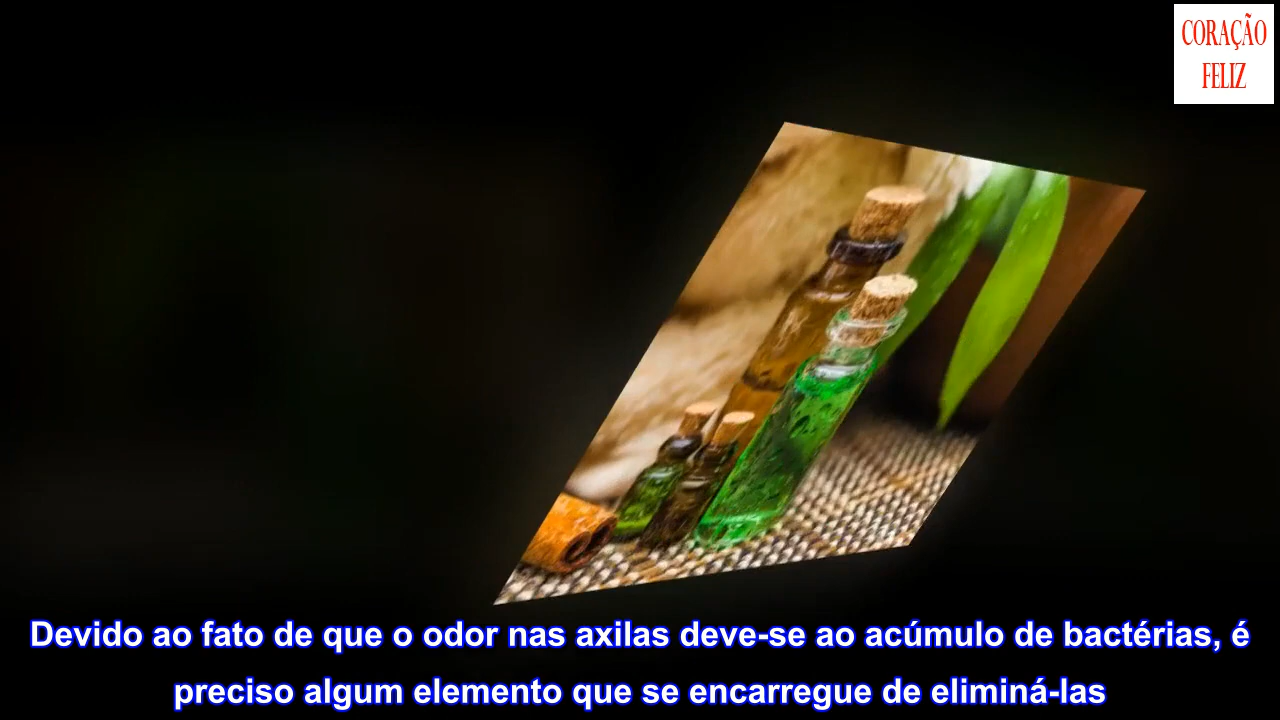 CORAÇÃO
FELIZ
Devido ao fato de que o odor nas axilas deve-se ao acúmulo de bactérias, é
preciso algum elemento que se encarregue de eliminá-las